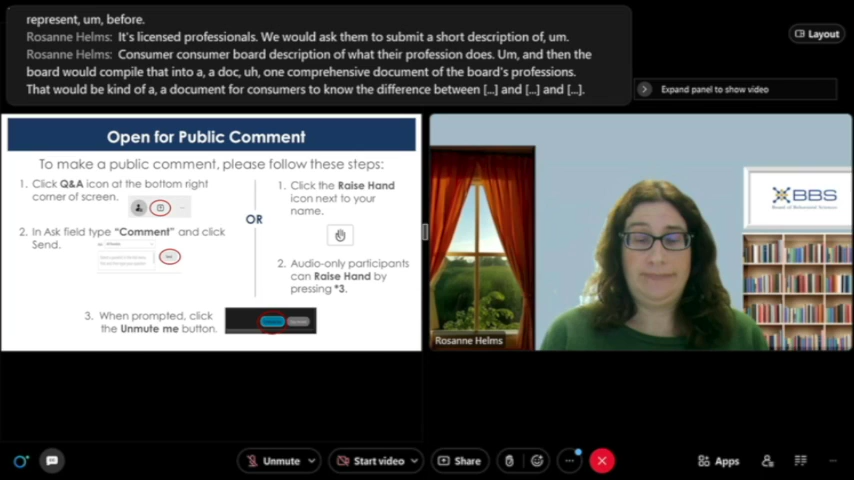 represent, um, before.
Rosanne Helms: It's licensed professionals. We would ask them to submit a short description of, um.
Rosanne Helms: Consumer consumer board description of what their profession does. Um, and then the
board would compile that into a, a doc, uh, one comprehensive document of the board's professions.
That would be kind of a, a document for consumers to know the difference between [...] and [...] and [...].
Layout
Expand panel to show video
Open for Public Comment
To make a public comment, please follow these steps:
1. Click Q&A icon at the bottom right
corner of screen.
2. In Ask field type "Comment" and click
Send.
OR
1. Click the Raise Hand
icon next to your
name.
2. Audio-only participants
can Raise Hand by
pressing *3.
3. When prompted, click
the Unmute me button.
BBS
Board of Behavioral Sciences
Rosanne Helms
Unmute
Start video
Share
Apps